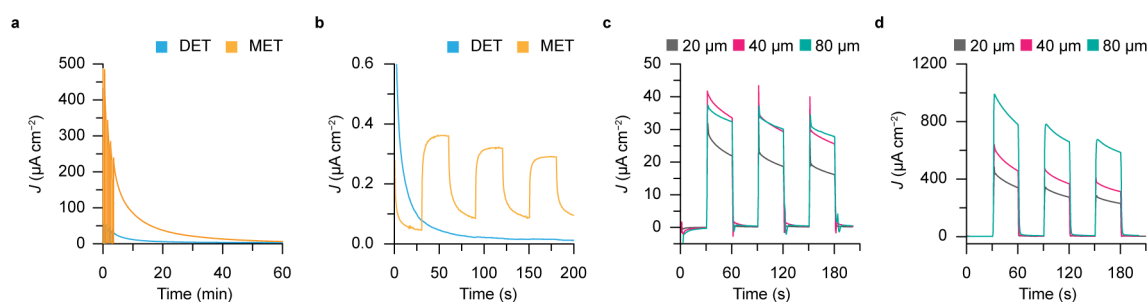 a
DET MET
J (µA cm⁻²)
500
400
300
200
100
0
0 20 40 60
Time (min)
b
DET MET
J (µA cm⁻²)
0.6
0.4
0.2
0.0
0 50 100 150 200
Time (s)
c
20 µm 40 µm 80 µm
J (µA cm⁻²)
50
40
30
20
10
0
0 60 120 180
Time (s)
d
20 µm 40 µm 80 µm
J (µA cm⁻²)
1200
800
400
0
0 60 120 180
Time (s)